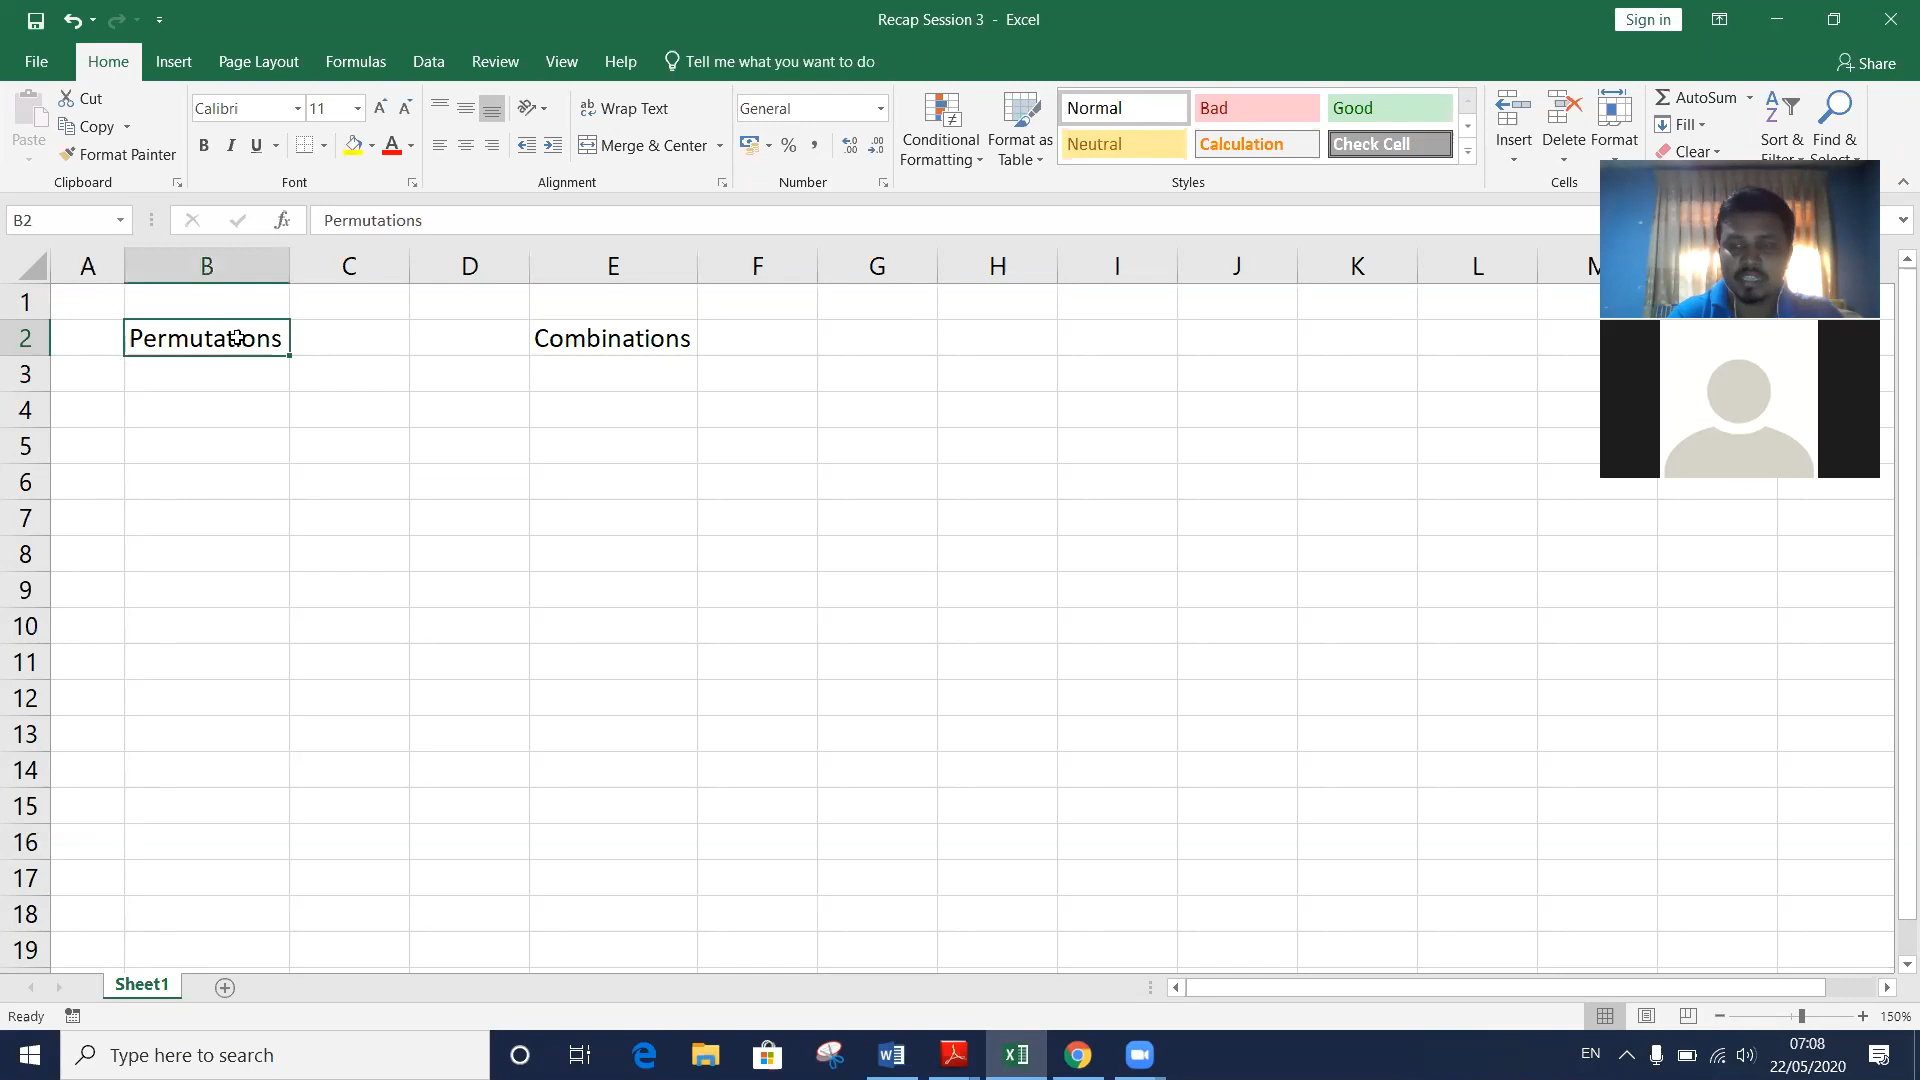 Recap Session 3 - Excel
Sign in
File Home Insert Page Layout Formulas Data Review View Help Tell me what you want to do Share
Paste
Cut
Copy
Format Painter
Clipboard
Calibri 11
B I U
Font
Wrap Text
Merge & Center
Alignment
General
% ,
Number
Conditional Formatting
Format as Table
Normal Bad Good
Neutral Calculation Check Cell
Styles
Insert Delete Format
Cells
AutoSum
Fill
Clear
Sort & Filter
Find & Select
B2 fx Permutations
A B C D E F G H I J K L M
1
2 Permutations Combinations
3
4
5
6
7
8
9
10
11
12
13
14
15
16
17
18
19
Sheet1
Ready 150%
Type here to search
EN 07:08
22/05/2020